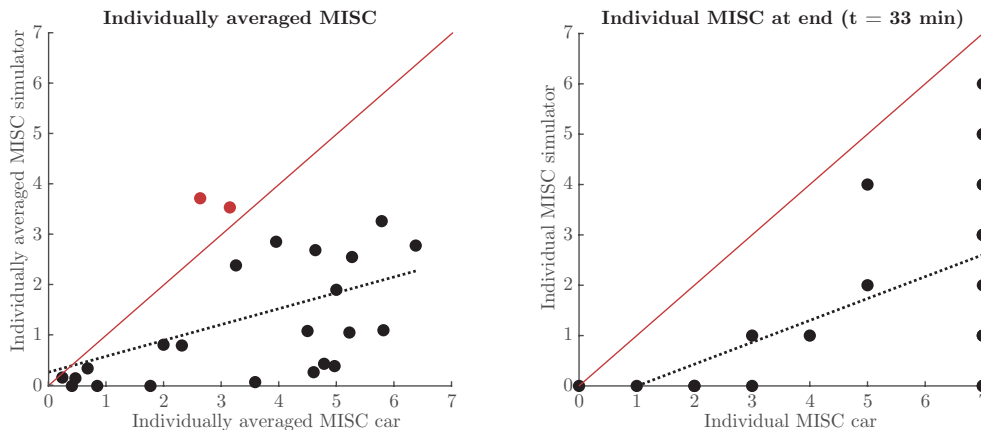 Individually averaged MISC
Individually averaged MISC simulator
7
6
5
4
3
2
1
0
0 1 2 3 4 5 6 7
Individually averaged MISC car
Individual MISC at end (t = 33 min)
Individual MISC simulator
7
6
5
4
3
2
1
0
0 1 2 3 4 5 6 7
Individual MISC car